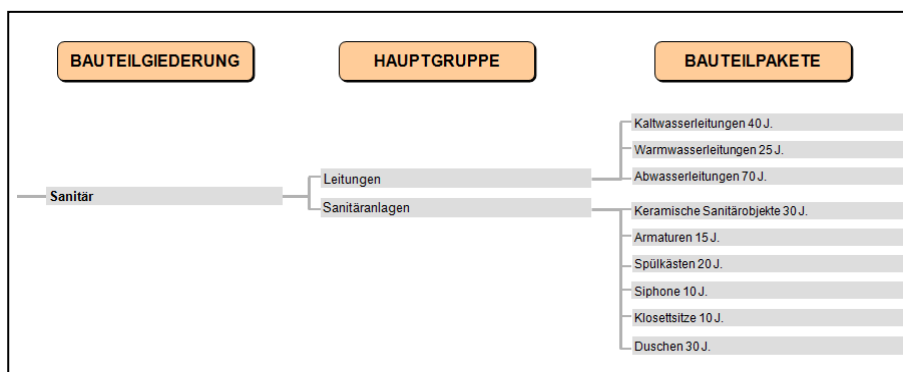 BAUTEILGIEDERUNG
HAUPTGRUPPE
BAUTEILPAKETE
Sanitär
Leitungen
Sanitäranlagen
Kaltwasserleitungen 40 J.
Warmwasserleitungen 25 J.
Abwasserleitungen 70 J.
Keramische Sanitärobjekte 30 J.
Armaturen 15 J.
Spülkästen 20 J.
Siphone 10 J.
Klosettsitze 10 J.
Duschen 30 J.